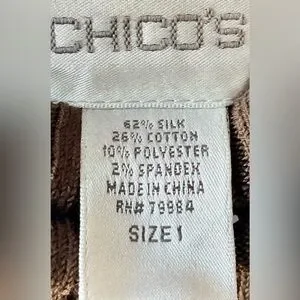 CHICO'S
62% SILK
26% COTTON
10% POLYESTER
2% SPANDEX
MADE IN CHINA
RN# 79984
SIZE 1